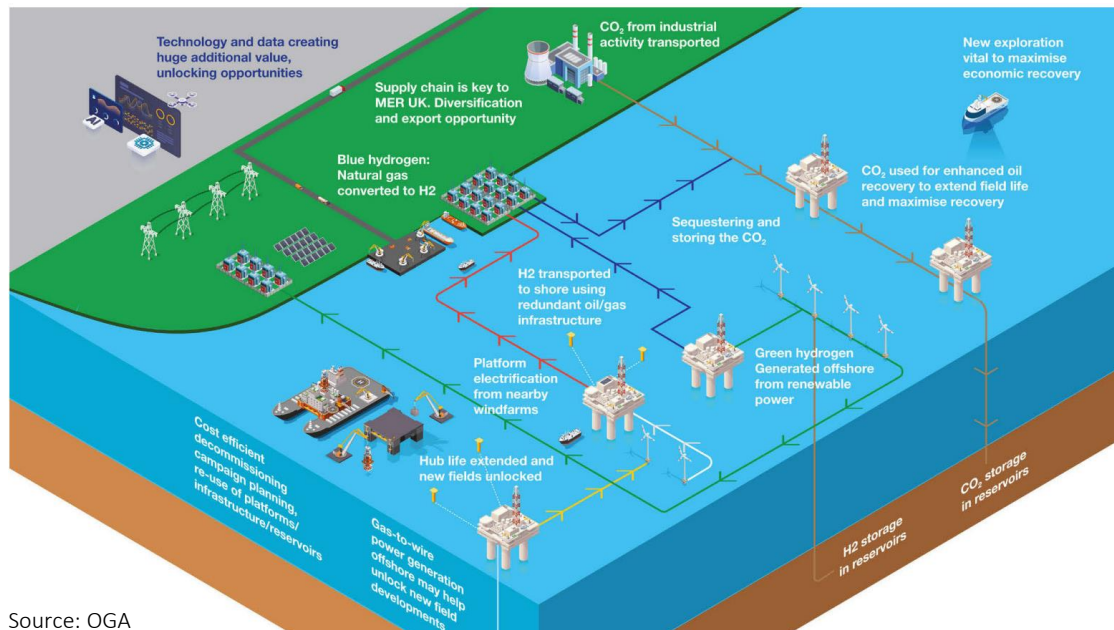 Technology and data creating
huge additional value,
unlocking opportunities
CO₂ from industrial
activity transported
New exploration
vital to maximise
economic recovery
Supply chain is key to
MER UK. Diversification
and export opportunity
Blue hydrogen:
Natural gas
converted to H2
CO₂ used for enhanced oil
recovery to extend field life
and maximise recovery
Sequestering and
storing the CO₂
H2 transported
to shore using
redundant oil/gas
infrastructure
Platform
electrification
from nearby
windfarms
Green hydrogen
Generated offshore
from renewable
power
Hub life extended and
new fields unlocked
Cost efficient
decommissioning
campaign planning,
re-use of platforms/
infrastructure/reservoirs
Gas-to-wire
power generation
offshore may help
unlock new field
developments
CO₂ storage
in reservoirs
H2 storage
in reservoirs
Source: OGA